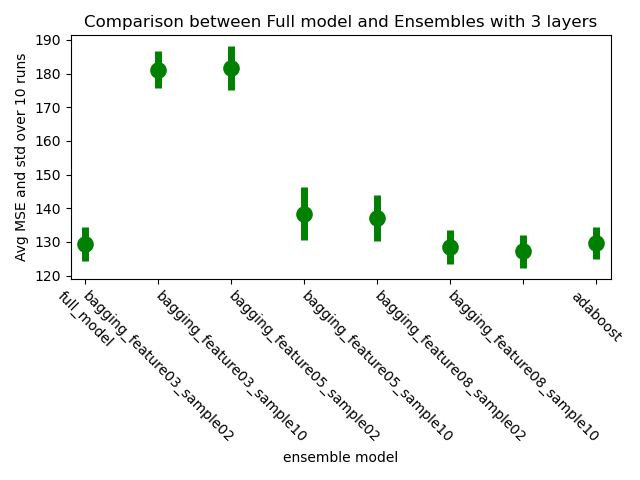 Comparison between Full model and Ensembles with 3 layers
Avg MSE and std over 10 runs
190
180
170
160
150
140
130
120
full_model
bagging_feature03_sample02
bagging_feature03_sample10
bagging_feature05_sample02
bagging_feature05_sample10
bagging_feature08_sample02
bagging_feature08_sample10
adaboost
ensemble model